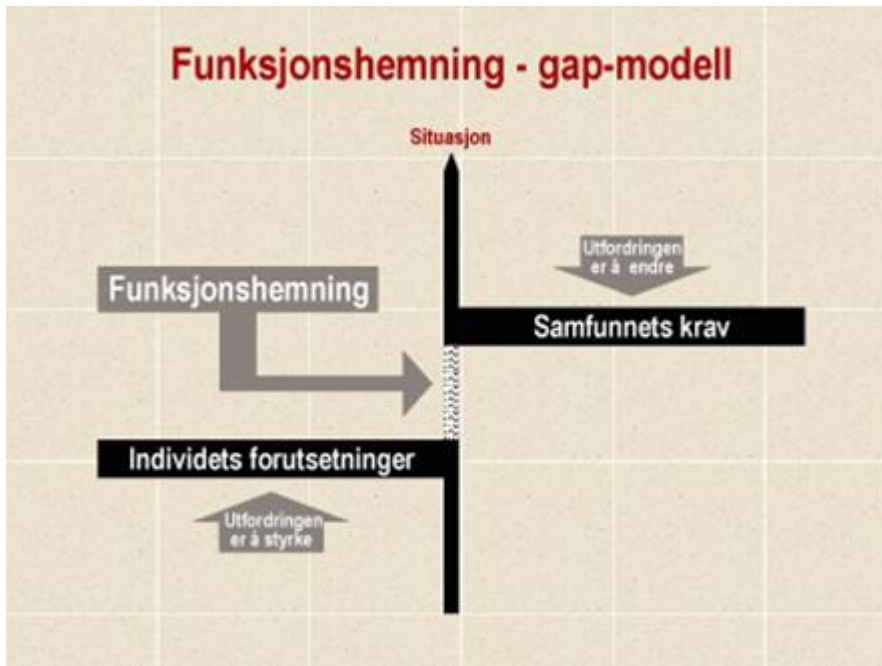 Funksjonshemning - gap-modell
Situasjon
Utfordringen
er å endre
Funksjonshemning
Samfunnets krav
Individets forutsetninger
Utfordringen
er å styrke